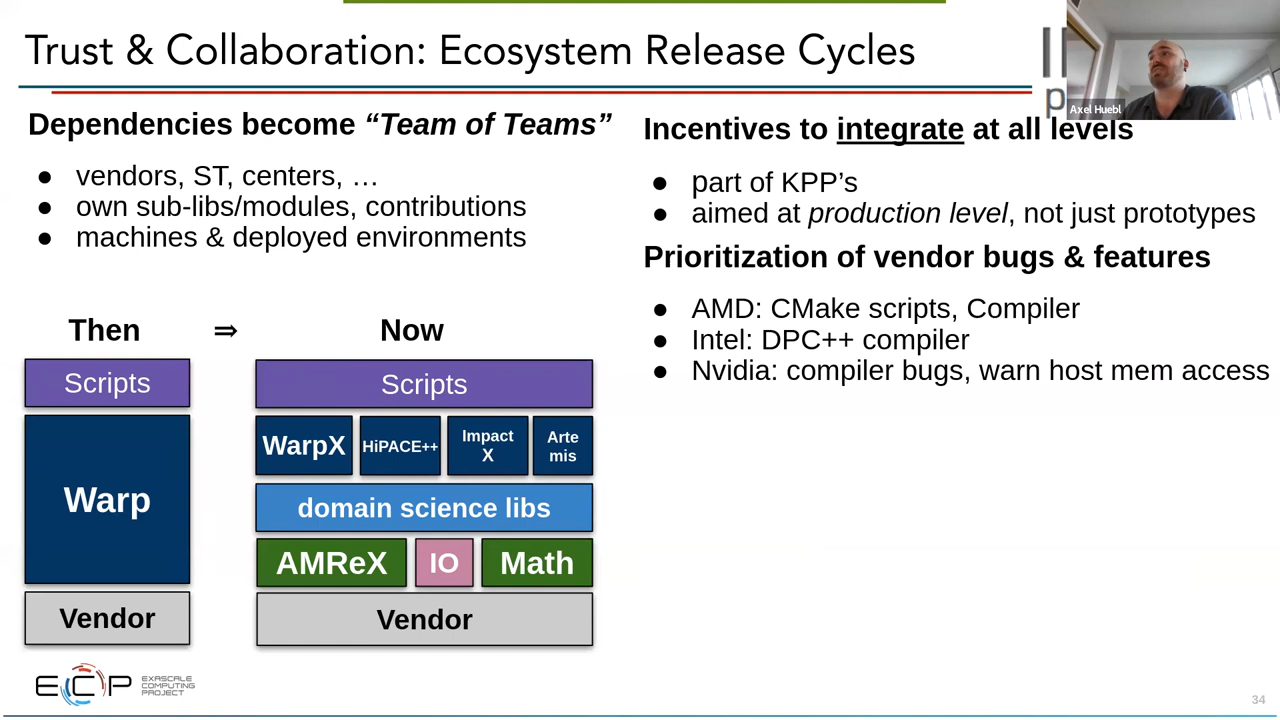 Trust & Collaboration: Ecosystem Release Cycles
Axel Huebl
Dependencies become “Team of Teams”
● vendors, ST, centers, …
● own sub-libs/modules, contributions
● machines & deployed environments
Then ⇒ Now
Scripts
Warp
Vendor
Scripts
WarpX
HiPACE++
Impact
X
Arte
mis
domain science libs
AMReX
IO
Math
Vendor
Incentives to integrate at all levels
● part of KPP’s
● aimed at production level, not just prototypes
Prioritization of vendor bugs & features
● AMD: CMake scripts, Compiler
● Intel: DPC++ compiler
● Nvidia: compiler bugs, warn host mem access
ECP
EXASCALE
COMPUTING
PROJECT
34